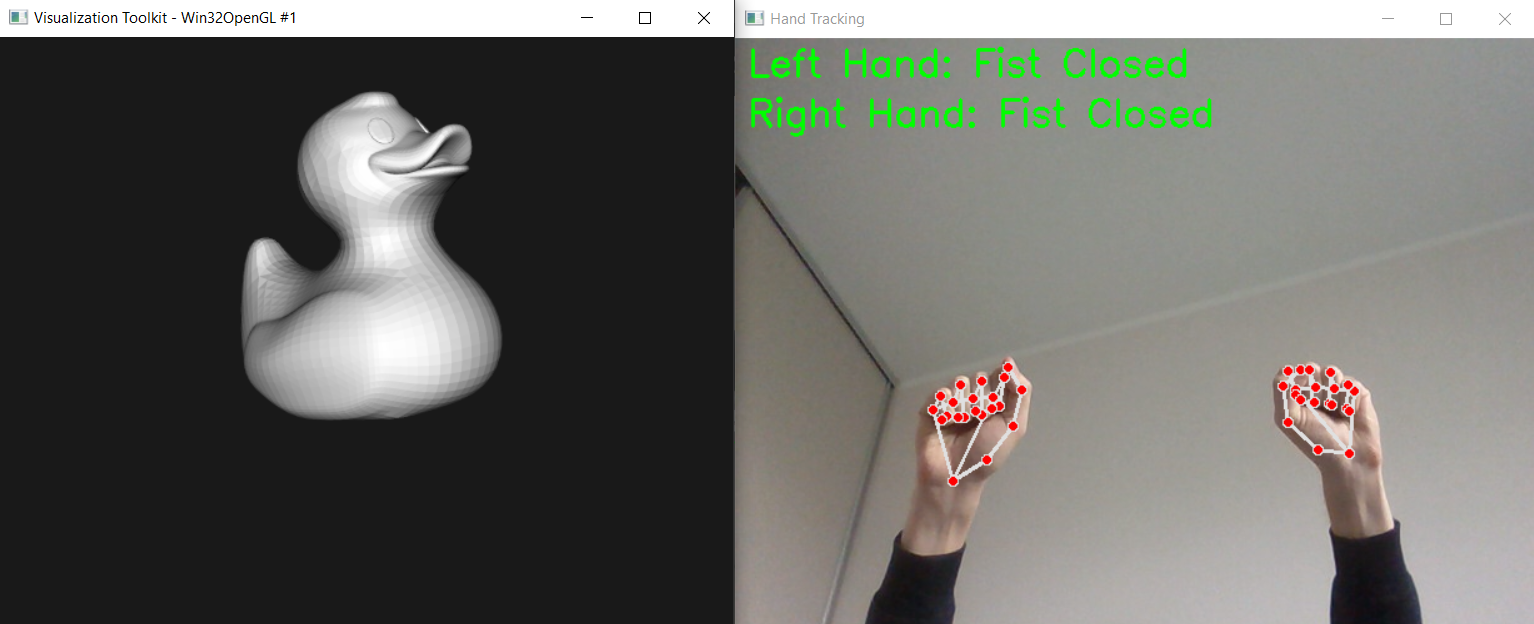 Visualization Toolkit - Win32OpenGL #1
Hand Tracking
Left Hand: Fist Closed
Right Hand: Fist Closed